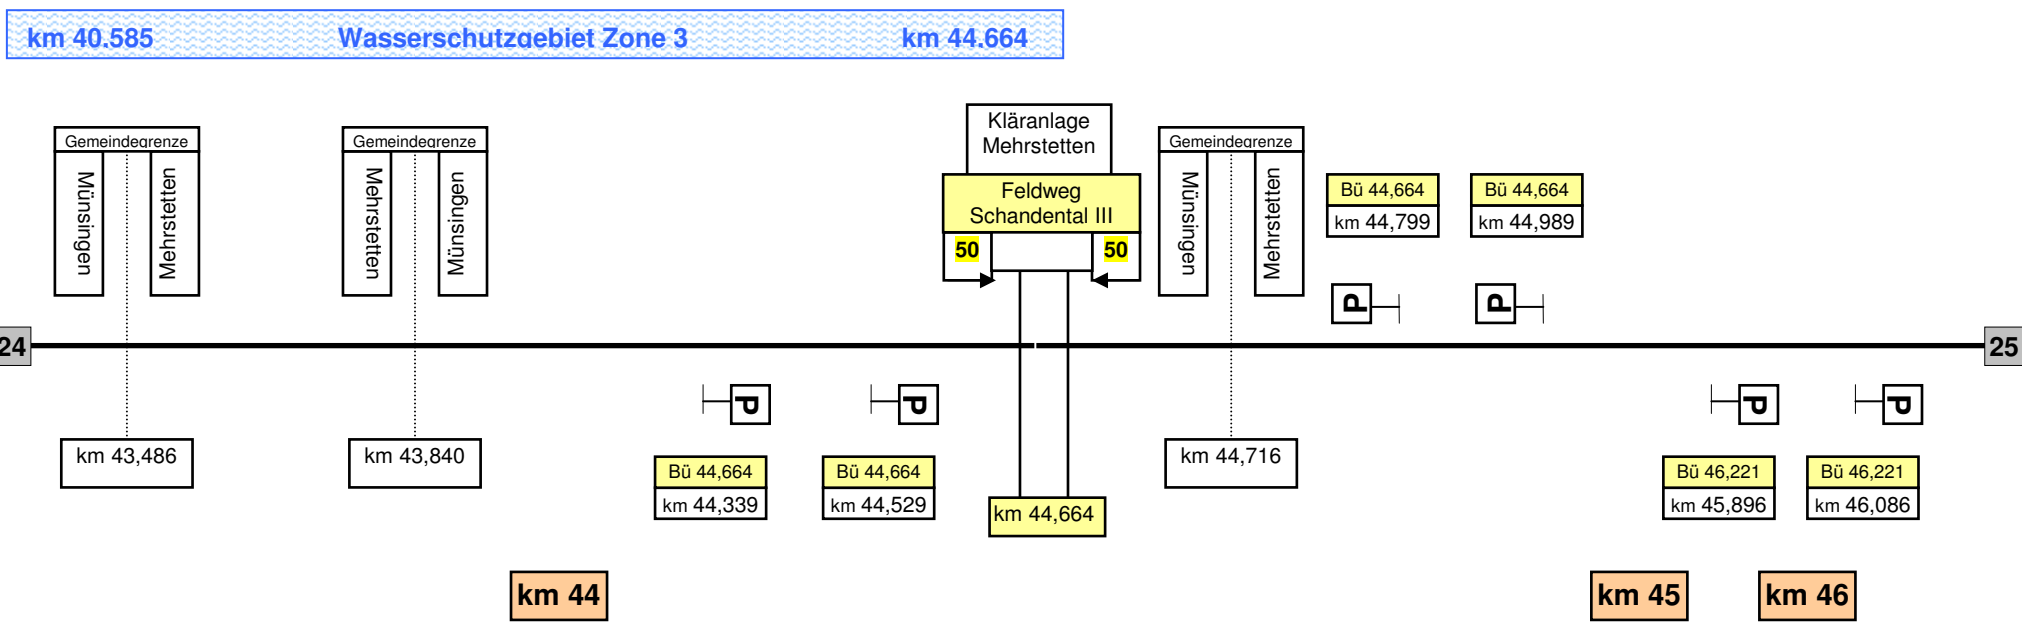 km 40,585 Wasserschutzgebiet Zone 3 km 44,664
Kläranlage
Mehrstetten
Gemeindegrenze
Münsingen
Mehrstetten
Gemeindegrenze
Mehrstetten
Münsingen
Feldweg
Schandental III
50 50
Gemeindegrenze
Münsingen
Mehrstetten
Bü 44,664
km 44,799
Bü 44,664
km 44,989
P P
24 25
P P P P
km 43,486
km 43,840
Bü 44,664
km 44,339
Bü 44,664
km 44,529
km 44,664
km 44,716
Bü 46,221
km 45,896
Bü 46,221
km 46,086
km 44 km 45 km 46